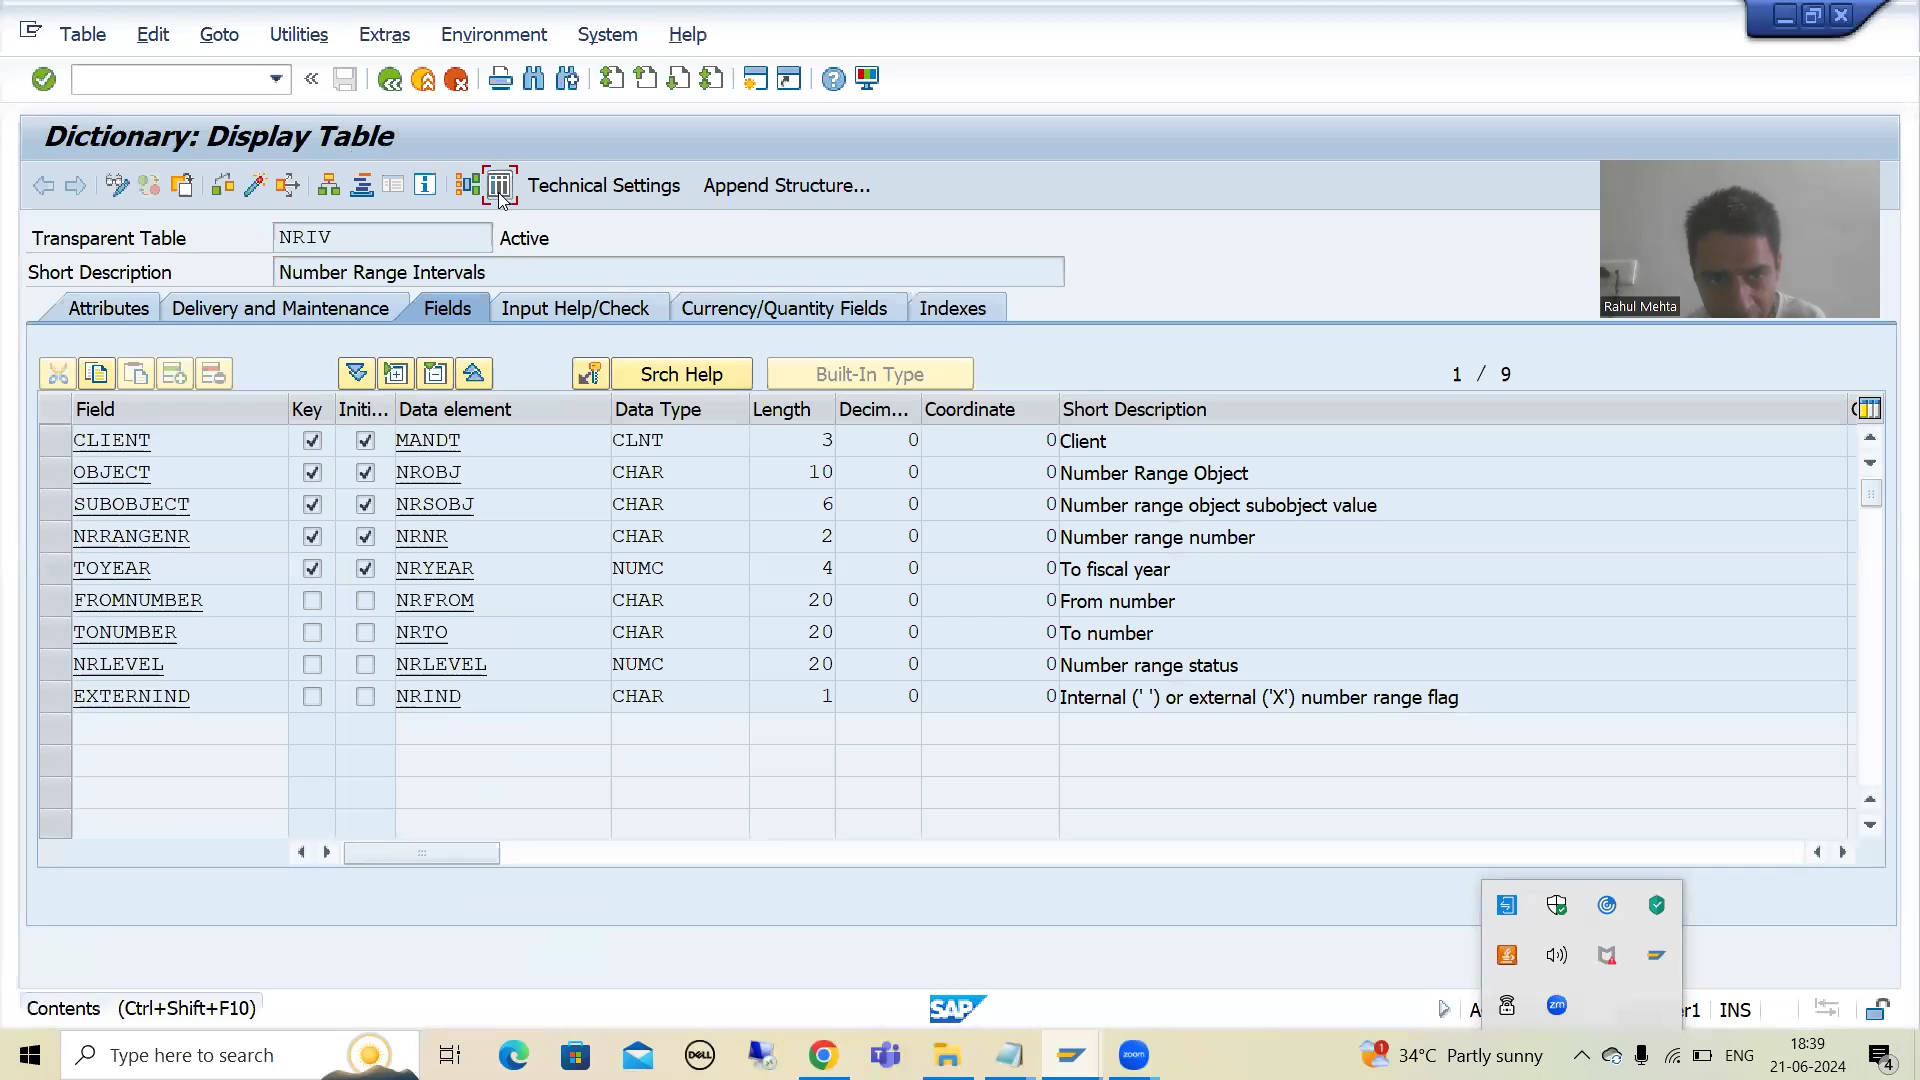 Table Edit Goto Utilities Extras Environment System Help
Dictionary: Display Table
Technical Settings Append Structure...
Transparent Table NRIV Active
Short Description Number Range Intervals
Attributes Delivery and Maintenance Fields Input Help/Check Currency/Quantity Fields Indexes
Rahul Mehta
Srch Help Built-In Type 1 / 9
Field Key Initi... Data element Data Type Length Decim... Coordinate Short Description
CLIENT MANDT CLNT 3 0 0 Client
OBJECT NROBJ CHAR 10 0 0 Number Range Object
SUBOBJECT NRSOBJ CHAR 6 0 0 Number range object subobject value
NRRANGENR NRNR CHAR 2 0 0 Number range number
TOYEAR NRYEAR NUMC 4 0 0 To fiscal year
FROMNUMBER NRFROM CHAR 20 0 0 From number
TONUMBER NRTO CHAR 20 0 0 To number
NRLEVEL NRLEVEL NUMC 20 0 0 Number range status
EXTERNIND NRIND CHAR 1 0 0 Internal (' ') or external ('X') number range flag
zm
Contents (Ctrl+Shift+F10) SAP INS
Type here to search DELL zoom 1 34°C Partly sunny ENG 18:39
21-06-2024 4